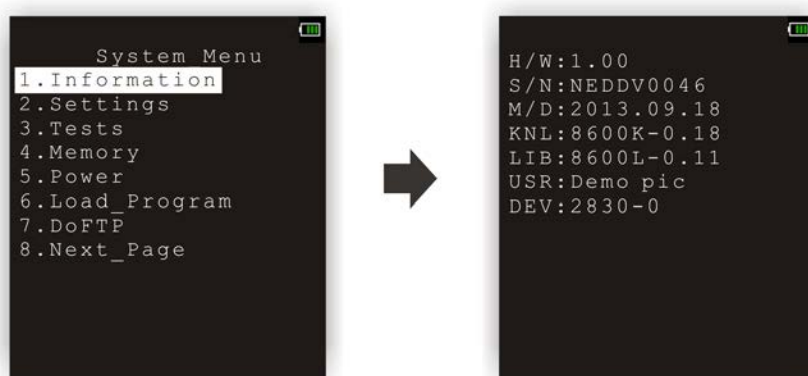 System Menu
1.Information
2.Settings
3.Tests
4.Memory
5.Power
6.Load_Program
7.DoFTP
8.Next_Page
H/W:1.00
S/N:NEDDV0046
M/D:2013.09.18
KNL:8600K-0.18
LIB:8600L-0.11
USR:Demo pic
DEV:2830-0